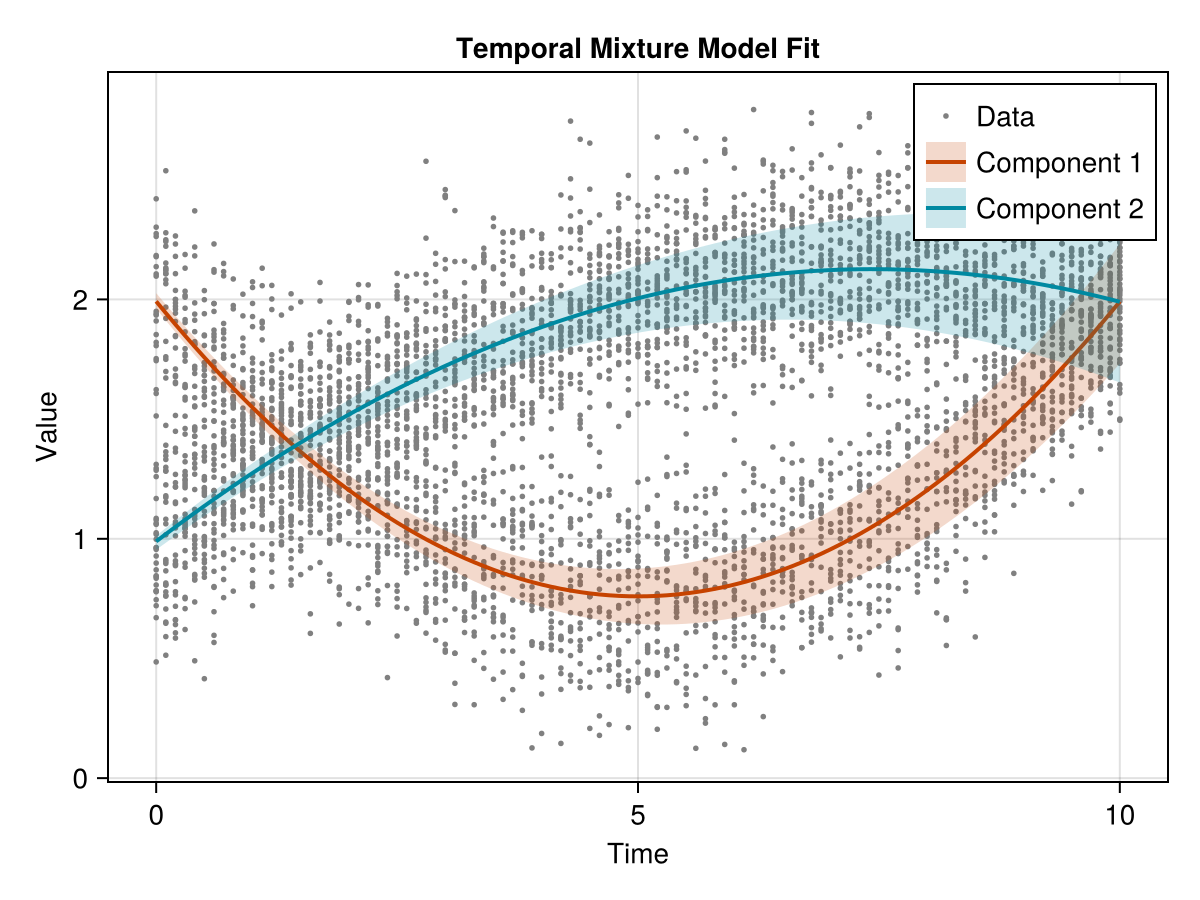 Temporal Mixture Model Fit
Data
Component 1
Component 2
Value
2
1
0
0
5
10
Time